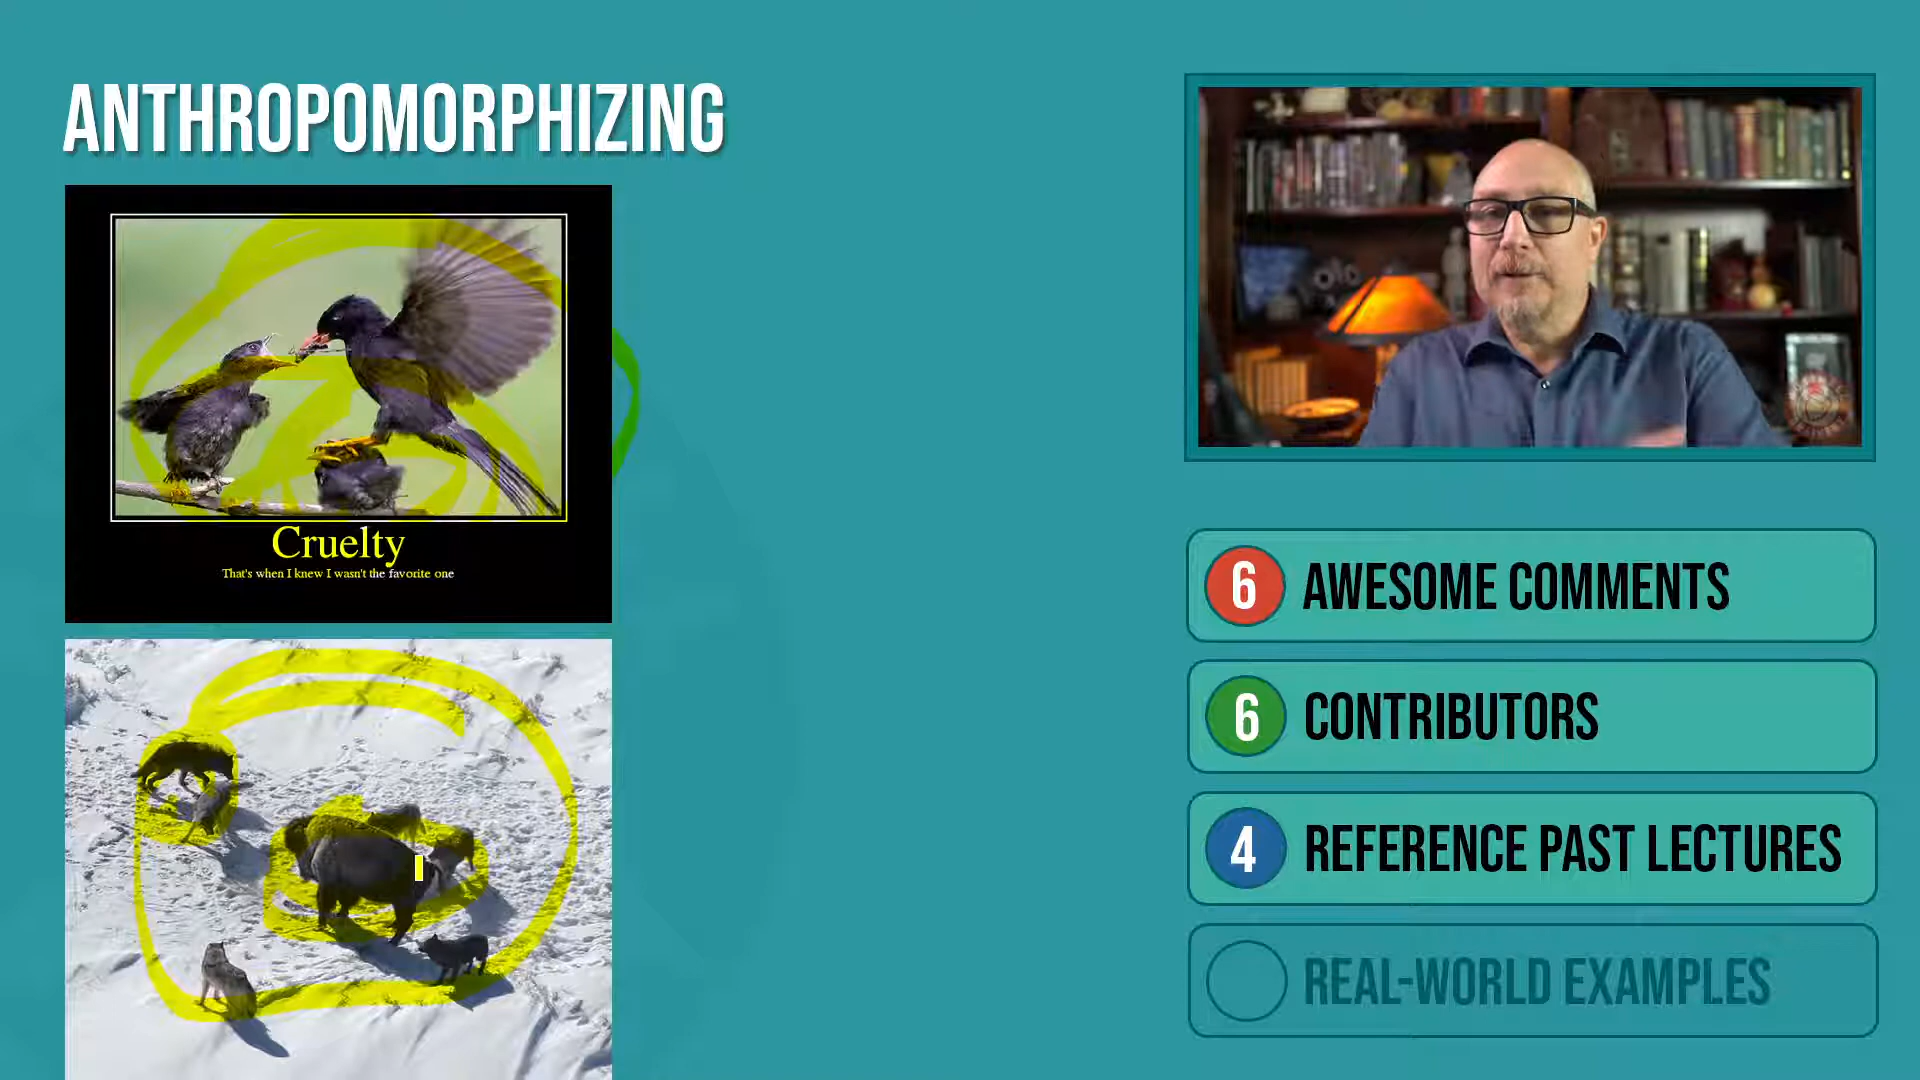 ANTHROPOMORPHIZING
Cruelty
That's when I knew I wasn't the favorite one
6 AWESOME COMMENTS
6 CONTRIBUTORS
4 REFERENCE PAST LECTURES
REAL-WORLD EXAMPLES